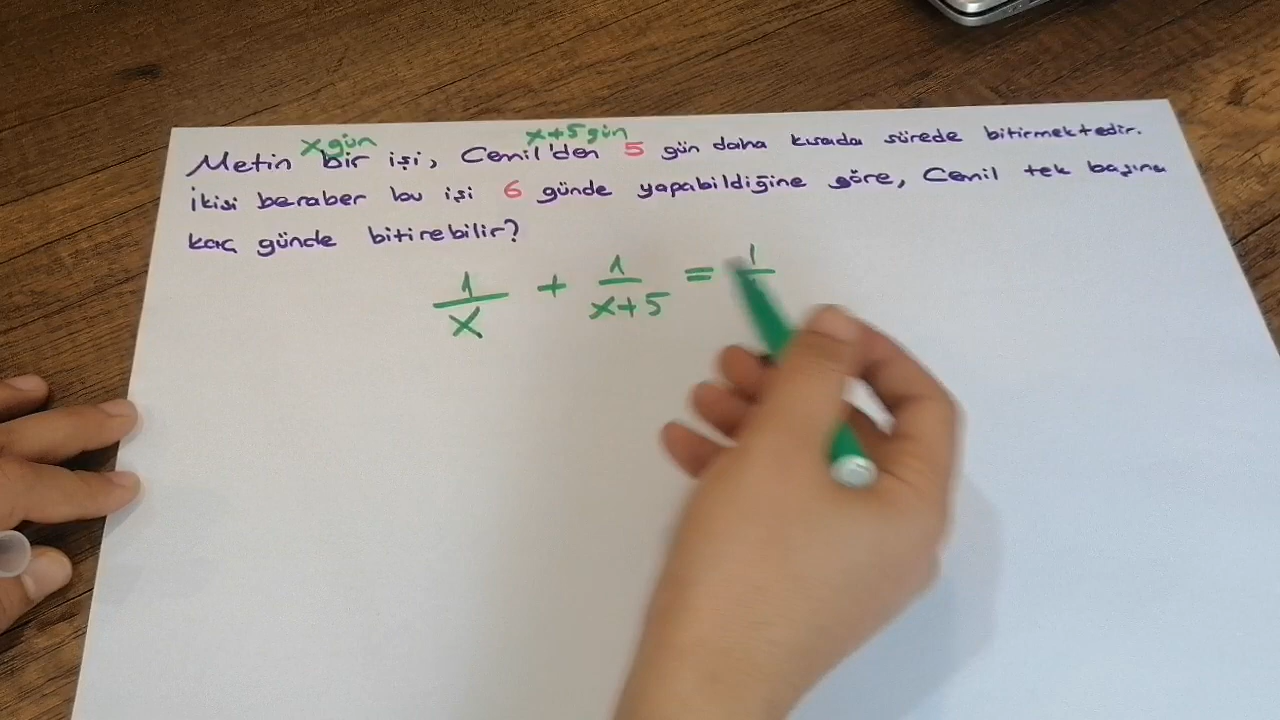 x gün x+5 gün
Metin bir işi, Cemil'den 5 gün daha kısada sürede bitirmektedir.
İkisi beraber bu işi 6 günde yapabildiğine göre, Cemil tek başına
kaç günde bitirebilir?
1/x + 1/x+5 = 1/